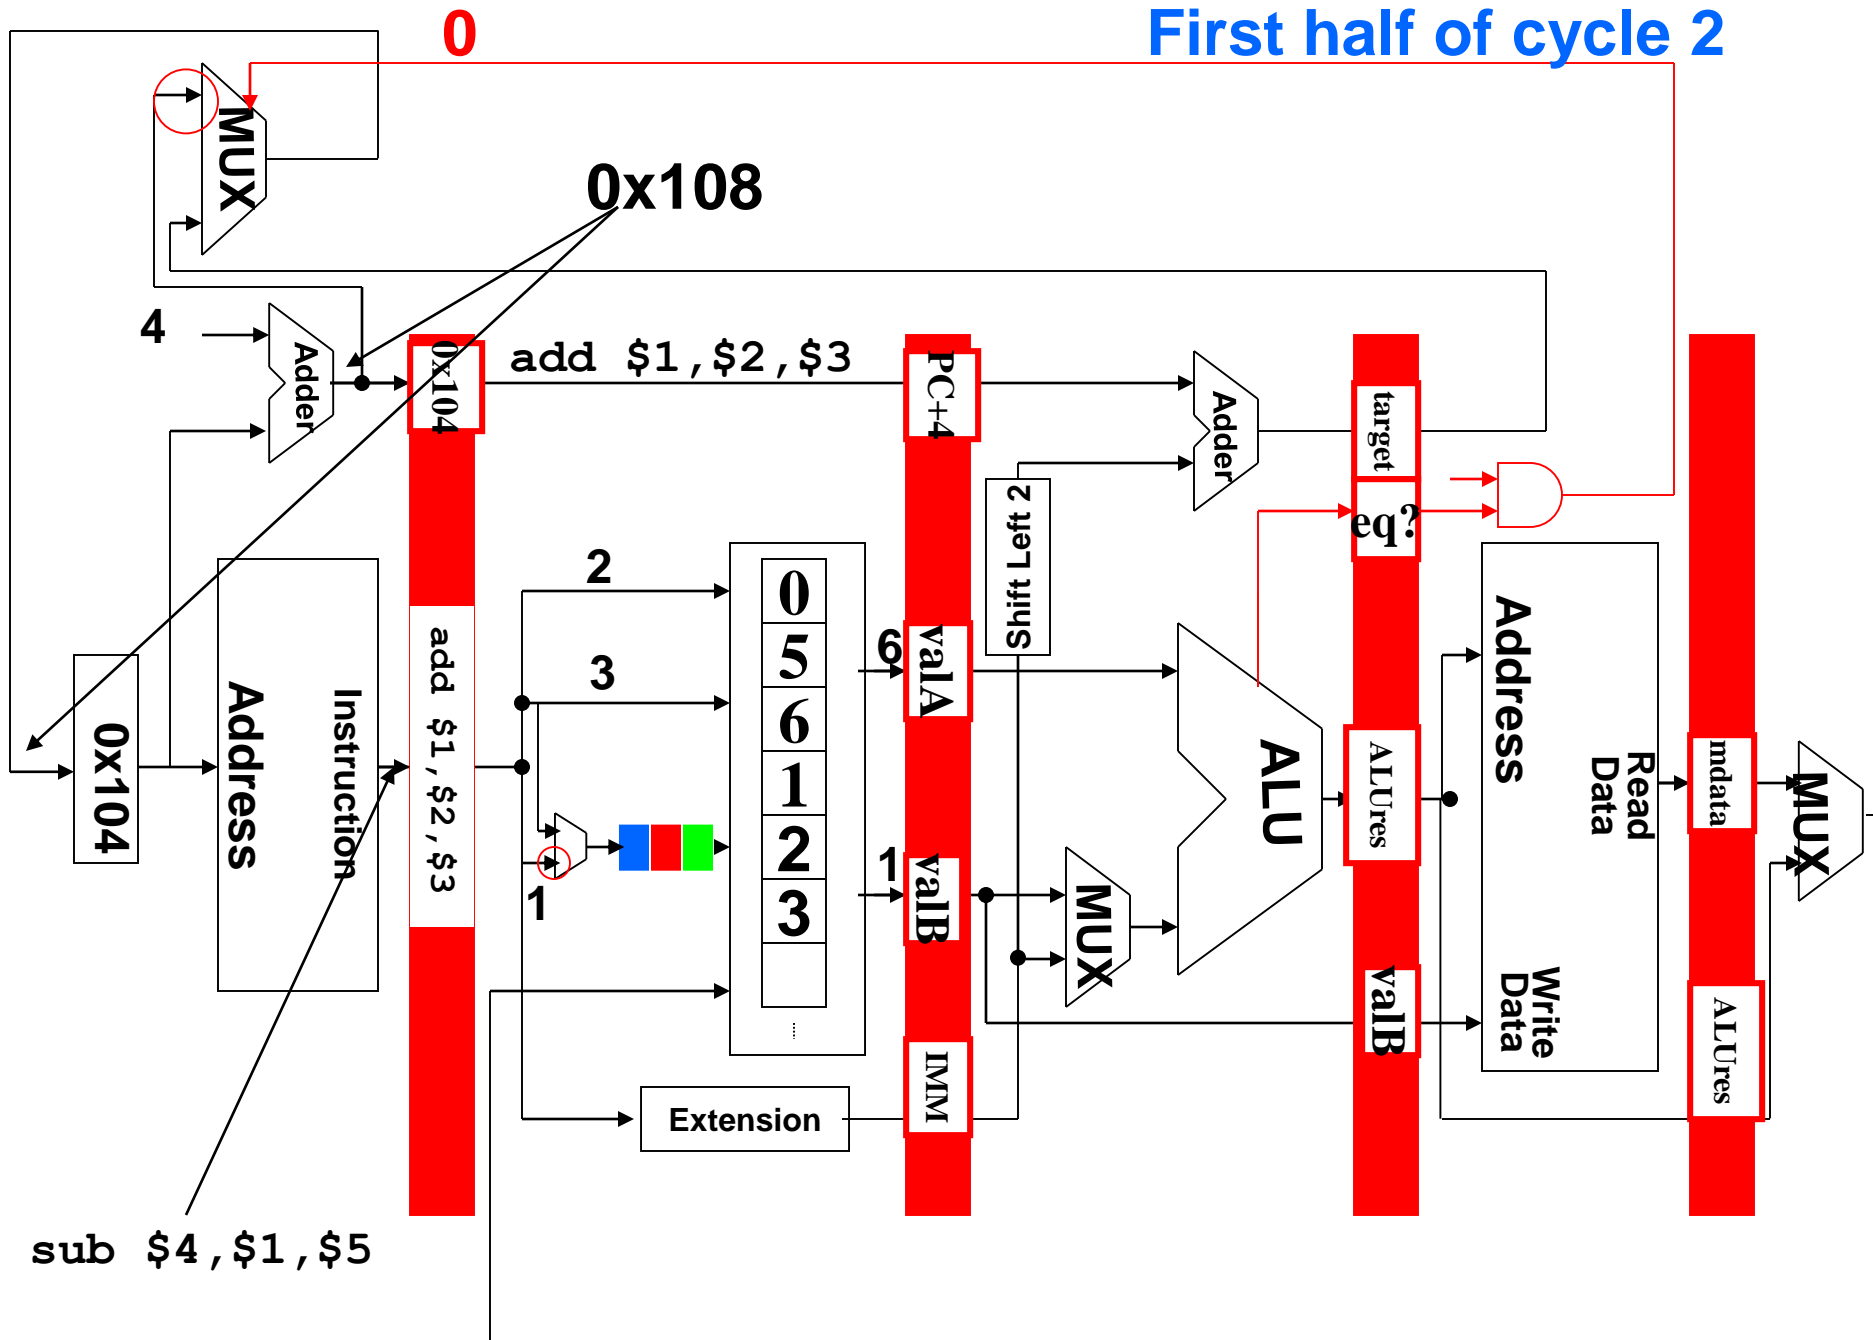 0
First half of cycle 2
MUX
0x108
4
Adder
0x104
add $1,$2,$3
PC+4
Adder
target
eq?
Shift Left 2
2
3
0
5
6
1
2
3
.....
6
valA
1
valB
IMM
0x104
Address
Instruction
add $1,$2,$3
1
Extension
MUX
ALU
ALUres
valB
Address
Read
Data
Write
Data
mdata
ALUres
MUX
sub $4,$1,$5